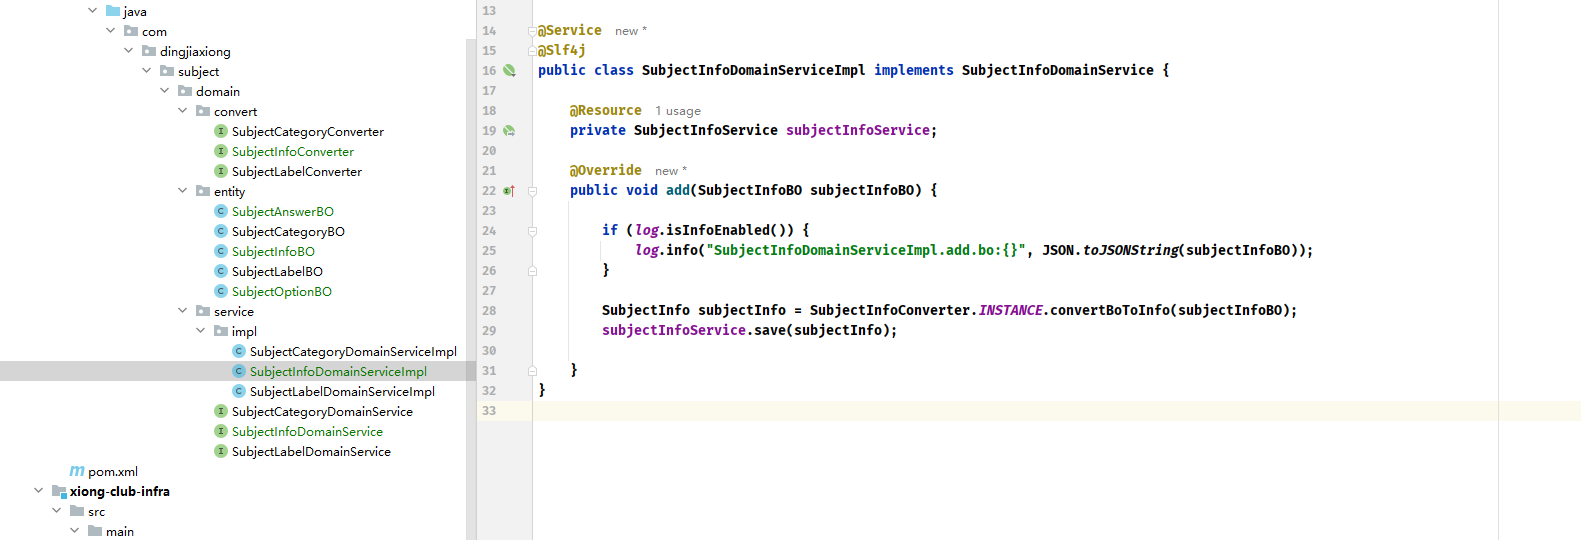 java
com
dingjiaxiong
subject
domain
convert
SubjectCategoryConverter
SubjectInfoConverter
SubjectLabelConverter
entity
SubjectAnswerBO
SubjectCategoryBO
SubjectInfoBO
SubjectLabelBO
SubjectOptionBO
service
impl
SubjectCategoryDomainServiceImpl
SubjectInfoDomainServiceImpl
SubjectLabelDomainServiceImpl
SubjectCategoryDomainService
SubjectInfoDomainService
SubjectLabelDomainService
pom.xml
xiong-club-infra
src
main
13
14 @Service new *
15 @Slf4j
16 public class SubjectInfoDomainServiceImpl implements SubjectInfoDomainService {
17
18 @Resource 1 usage
19 private SubjectInfoService subjectInfoService;
20
21 @Override new *
22 public void add(SubjectInfoBO subjectInfoBO) {
23
24 if (log.isInfoEnabled()) {
25 log.info("SubjectInfoDomainServiceImpl.add.bo:{}", JSON.toJSONString(subjectInfoBO));
26 }
27
28 SubjectInfo subjectInfo = SubjectInfoConverter.INSTANCE.convertBoToInfo(subjectInfoBO);
29 subjectInfoService.save(subjectInfo);
30
31 }
32 }
33